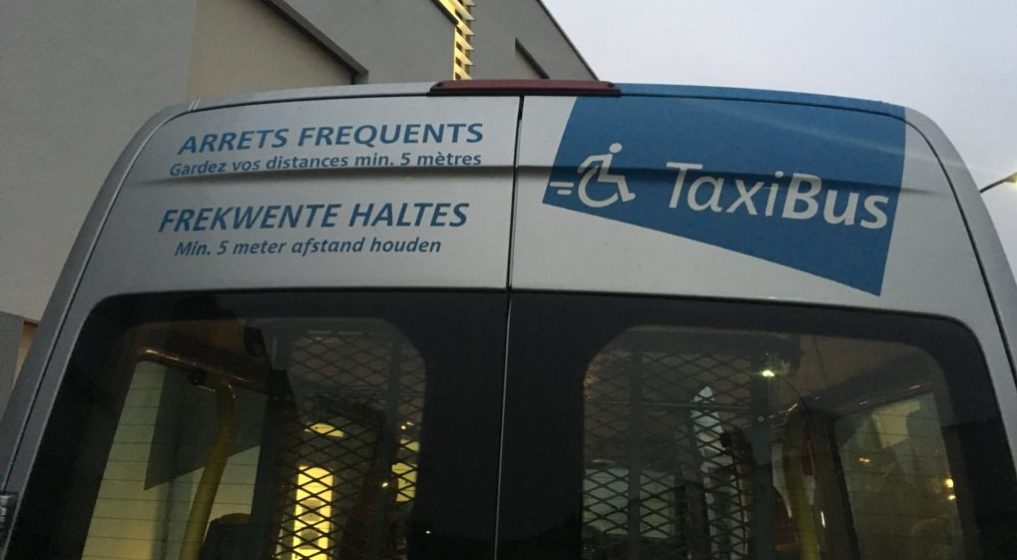 ARRETS FREQUENTS
Gardez vos distances min. 5 mètres
FREKWENTE HALTES
Min. 5 meter afstand houden
TaxiBus